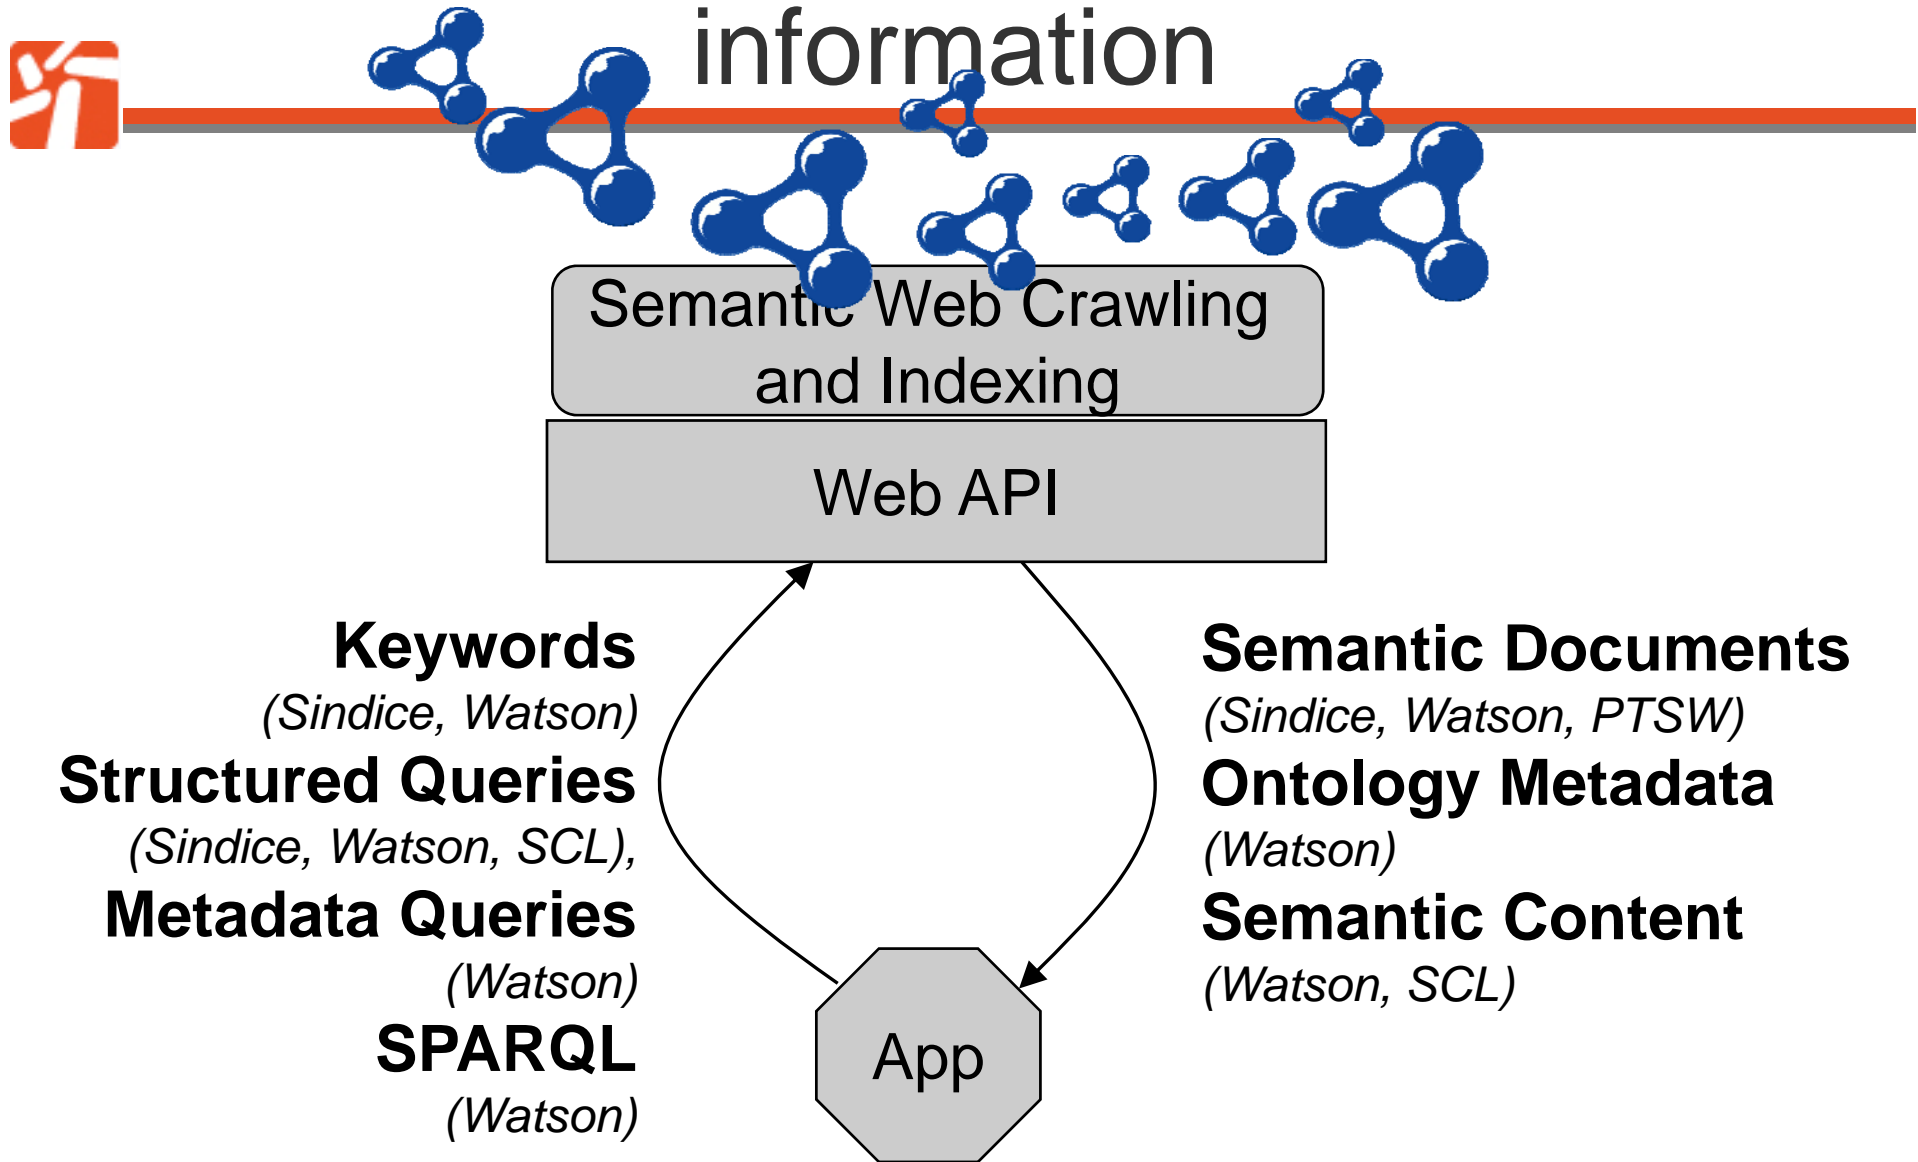 information
Semantic Web Crawling
and Indexing
Web API
Keywords
(Sindice, Watson)
Structured Queries
(Sindice, Watson, SCL),
Metadata Queries
(Watson)
SPARQL
(Watson)
Semantic Documents
(Sindice, Watson, PTSW)
Ontology Metadata
(Watson)
Semantic Content
(Watson, SCL)
App